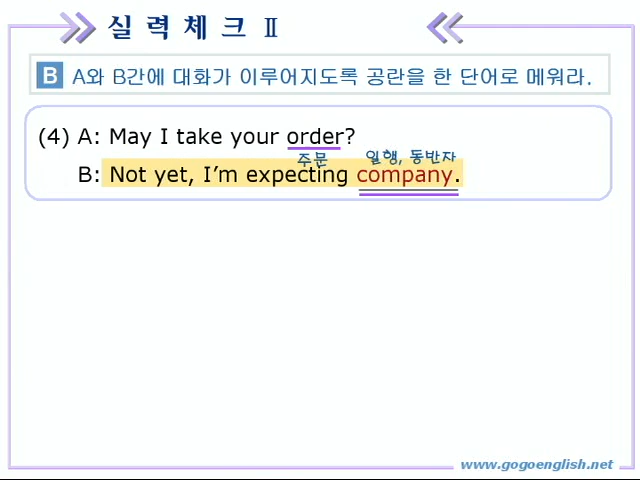 실력체크 Ⅱ
B A와 B간에 대화가 이루어지도록 공란을 한 단어로 메워라.
(4) A: May I take your order?
주문 일행, 동반자
B: Not yet, I'm expecting company.
www.gogoenglish.net